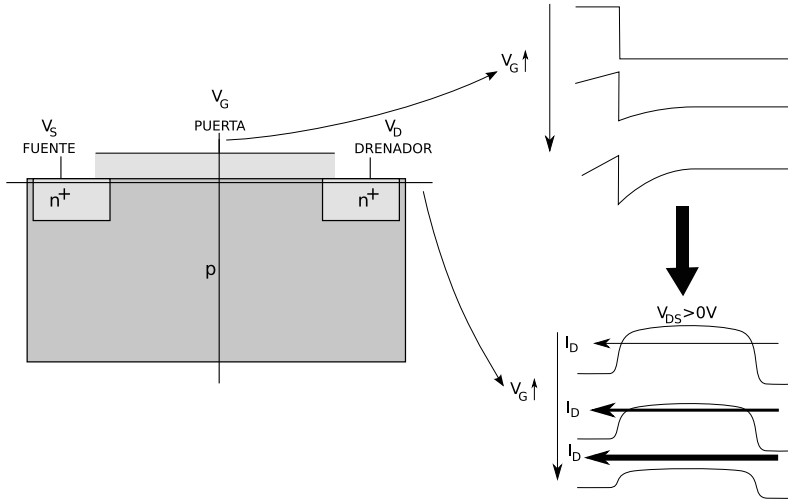 V_G↑
V_G
V_S
PUERTA
V_D
FUENTE
DRENADOR
n+
n+
p
V_DS>0V
I_D
V_G↑
I_D
I_D